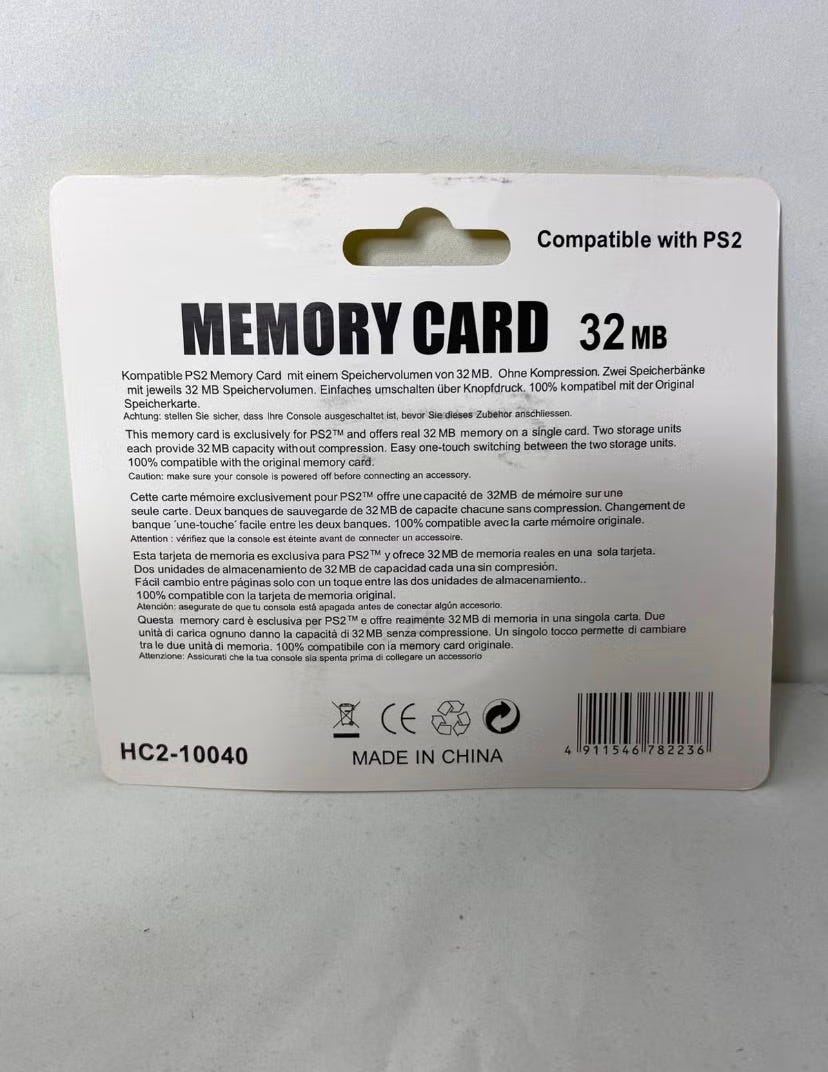 Compatible with PS2
MEMORY CARD 32 MB
Kompatible PS2 Memory Card mit einem Speichervolumen von 32 MB. Ohne Kompression. Zwei Speicherbänke
mit jeweils 32 MB Speichervolumen. Einfaches umschalten über Knopfdruck. 100% kompatibel mit der Original
Speicherkarte.
Achtung: stellen Sie sicher, dass Ihre Console ausgeschaltet ist, bevor Sie dieses Zubehör anschliessen.
This memory card is exclusively for PS2™ and offers real 32 MB memory on a single card. Two storage units
each provide 32 MB capacity without compression. Easy one-touch switching between the two storage units.
100% compatible with the original memory card.
Caution: make sure your console is powered off before connecting an accessory.
Cette carte mémoire exclusivement pour PS2™ offre une capacité de 32MB de mémoire sur une
seule carte. Deux banques de sauvegarde de 32 MB de capacite chacune sans compression. Changement de
banque ´une-touche´ facile entre les deux banques. 100% compatible avec la carte mémoire originale.
Attention : vérifiez que la console est éteinte avant de connecter un accessoire.
Esta tarjeta de memoria es exclusiva para PS2™ y ofrece 32 MB de memoria reales en una sola tarjeta.
Dos unidades de almacenamiento de 32 MB de capacidad cada una sin compresión.
Fácil cambio entre páginas solo con un toque entre las dos unidades de almacenamiento..
100% compatible con la tarjeta de memoria original.
Atención: asegurate de que tu consola está apagada antes de conectar algún accesorio.
Questa memory card è esclusiva per PS2™ e offre reaimente 32 MB di memoria in una singola carta. Due
unità di carica ognuno danno la capacità di 32 MB senza compressione. Un singolo tocco permette di cambiare
tra le due unità di memoria. 100% compatibile con ia memory card originale.
Attenzione: Assicurati che la tua console sia spenta prima di collegare un accessorio
CE
HC2-10040
MADE IN CHINA
4 911546 782236